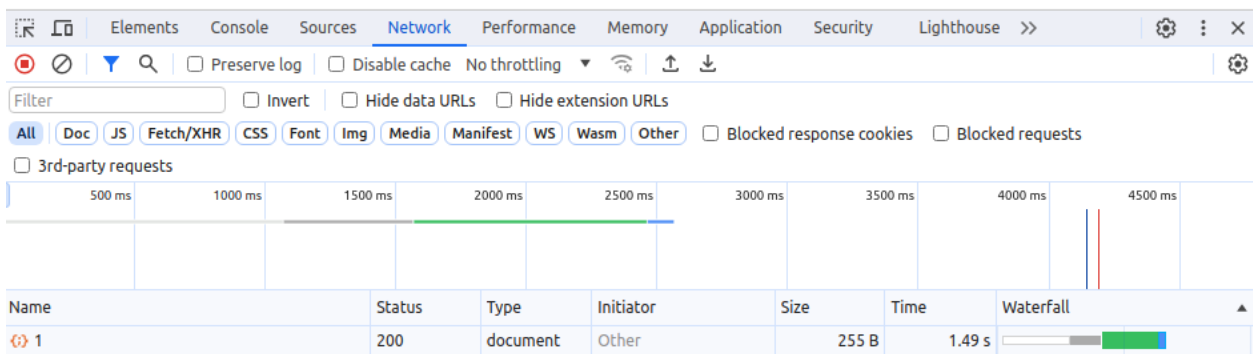 Elements Console Sources Network Performance Memory Application Security Lighthouse >>
Preserve log Disable cache No throttling
Filter Invert Hide data URLs Hide extension URLs
All Doc JS Fetch/XHR CSS Font Img Media Manifest WS Wasm Other Blocked response cookies Blocked requests
3rd-party requests
500 ms 1000 ms 1500 ms 2000 ms 2500 ms 3000 ms 3500 ms 4000 ms 4500 ms
Name Status Type Initiator Size Time Waterfall
1 200 document Other 255 B 1.49 s